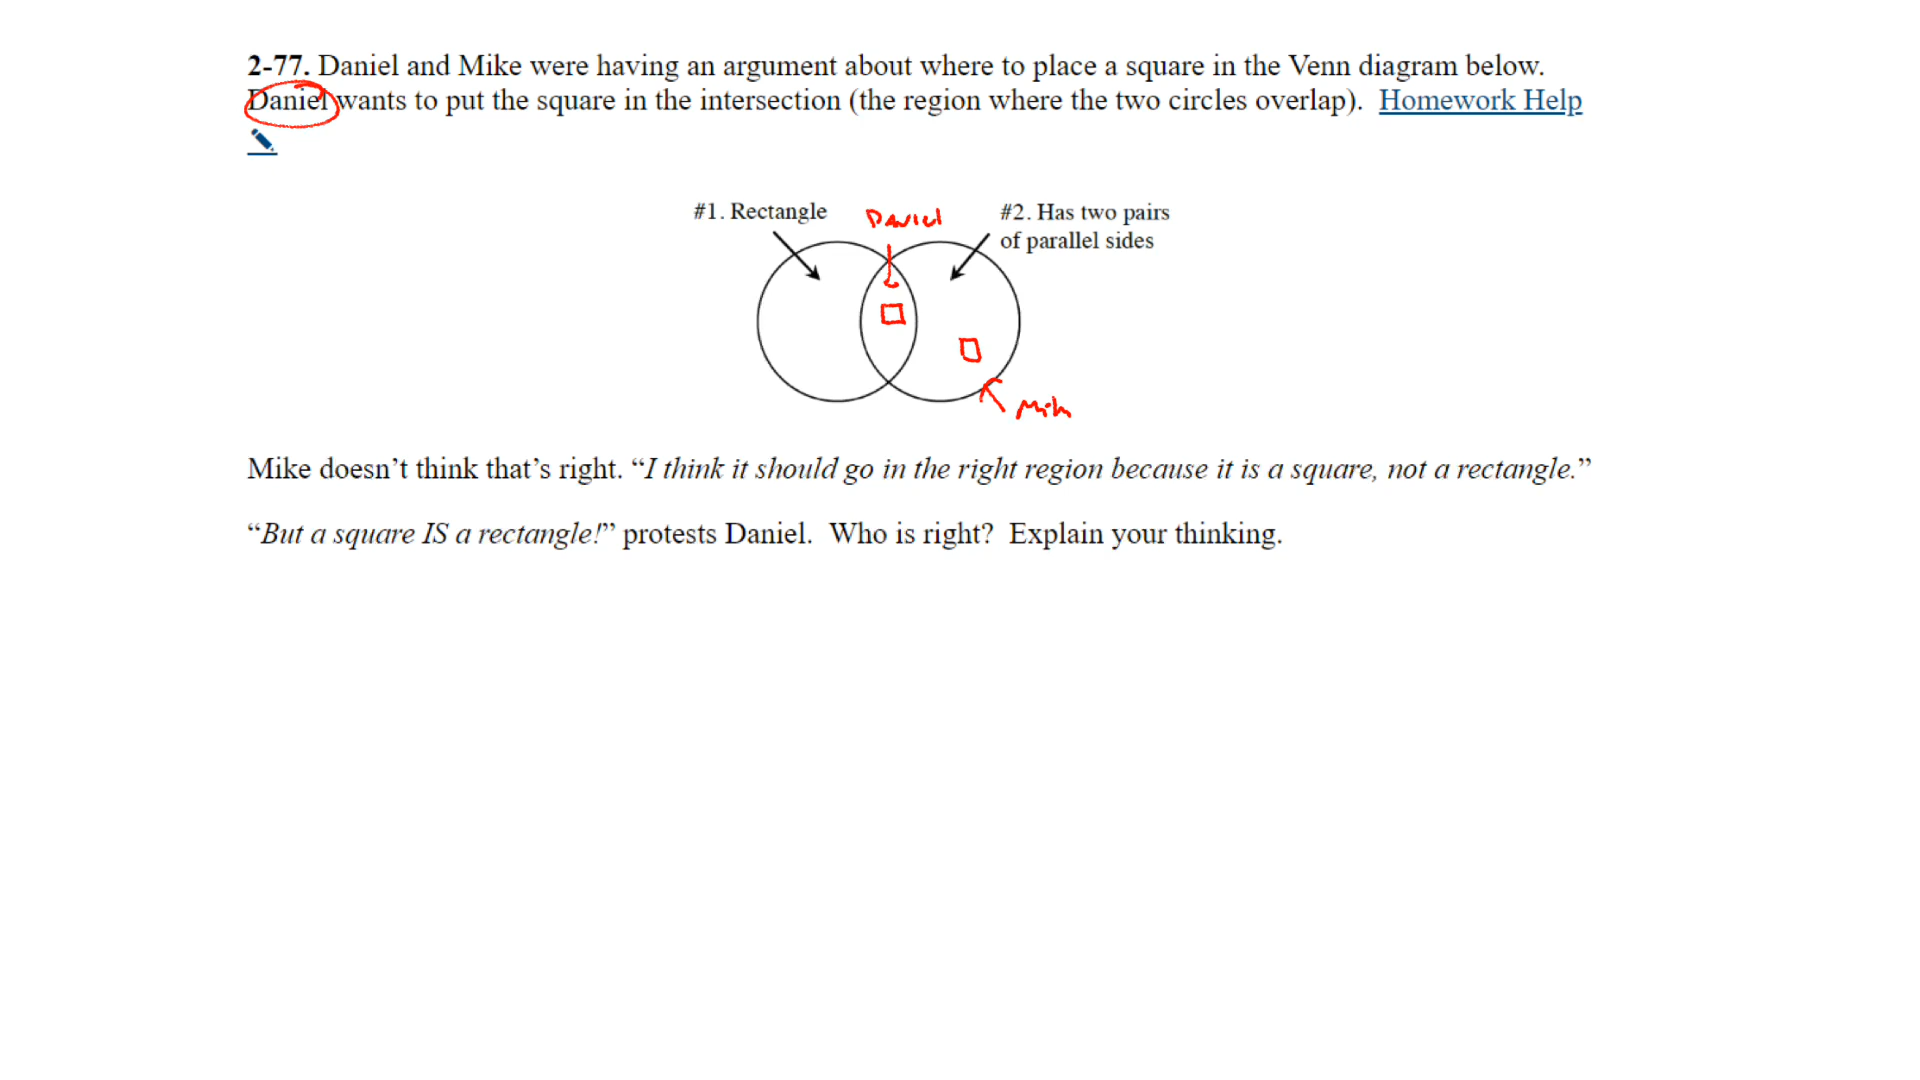 2-77. Daniel and Mike were having an argument about where to place a square in the Venn diagram below.
Daniel wants to put the square in the intersection (the region where the two circles overlap). Homework Help
#1. Rectangle
Daniel
#2. Has two pairs
of parallel sides
Mike
Mike doesn’t think that’s right. “I think it should go in the right region because it is a square, not a rectangle.”
“But a square IS a rectangle!” protests Daniel. Who is right? Explain your thinking.